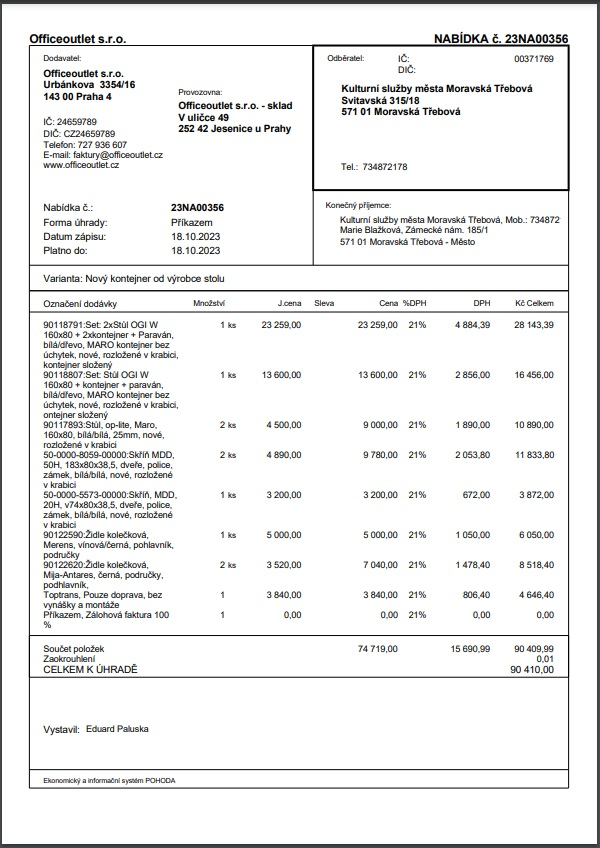 Officeoutlet s.r.o. NABÍDKA č. 23NA00356
Dodavatel:
Officeoutlet s.r.o.
Urbánkova 3354/16
143 00 Praha 4
Provozovna:
Officeoutlet s.r.o. - sklad
V uličce 49
252 42 Jesenice u Prahy
IČ: 24659789
DIČ: CZ24659789
Telefon: 727 936 607
E-mail: faktury@officeoutlet.cz
www.officeoutlet.cz
Odběratel: IČ: 00371769
DIČ:
Kulturní služby města Moravská Třebová
Svitavská 315/18
571 01 Moravská Třebová
Tel.: 734872178
Nabídka č.: 23NA00356
Forma úhrady: Příkazem
Datum zápisu: 18.10.2023
Platno do: 18.10.2023
Konečný příjemce:
Kulturní služby města Moravská Třebová, Mob.: 734872
Marie Blažková, Zámecké nám. 185/1
571 01 Moravská Třebová - Město
Varianta: Nový kontejner od výrobce stolu
Označení dodávky Množství J.cena Sleva Cena %DPH DPH Kč Celkem
90118791:Set: 2xStůl OGI W 1 ks 23 259,00 23 259,00 21% 4 884,39 28 143,39
160x80 + 2xkontejner + Paraván,
bílá/dřevo, MARO kontejner bez
úchytek, nové, rozložené v krabici,
kontejner složený
90118807:Set: Stůl OGI W 1 ks 13 600,00 13 600,00 21% 2 856,00 16 456,00
160x80 + kontejner + paraván,
bílá/dřevo, MARO kontejner bez
úchytek, nové, rozložené v krabici,
ontejner složený
90117893:Stůl, op-lite, Maro, 2 ks 4 500,00 9 000,00 21% 1 890,00 10 890,00
160x80, bílá/bílá, 25mm, nové,
rozložené v krabici
50-0000-8059-00000:Skříň MDD, 2 ks 4 890,00 9 780,00 21% 2 053,80 11 833,80
50H, 183x80x38,5, dveře, police,
zámek, bílá/bílá, nové, rozložené
v krabici
50-0000-5573-00000:Skříň, MDD, 1 ks 3 200,00 3 200,00 21% 672,00 3 872,00
20H, v74x80x38,5, dveře, police,
zámek, bílá/bílá, nové, rozložené
v krabici
90122590:Židle kolečková, 1 ks 5 000,00 5 000,00 21% 1 050,00 6 050,00
Merens, vínová/černá, pohlavník,
područky
90122620:Židle kolečková, 2 ks 3 520,00 7 040,00 21% 1 478,40 8 518,40
Mija-Antares, černá, područky,
podhlavník,
Toptrans, Pouze doprava, bez 1 3 840,00 3 840,00 21% 806,40 4 646,40
vynášky a montáže
Příkazem, Zálohová faktura 100 1 0,00 0,00 21% 0,00 0,00
%
Součet položek 74 719,00 15 690,99 90 409,99
Zaokrouhlení 0,01
CELKEM K ÚHRADĚ 90 410,00
Vystavil: Eduard Paluska
Ekonomický a informační systém POHODA